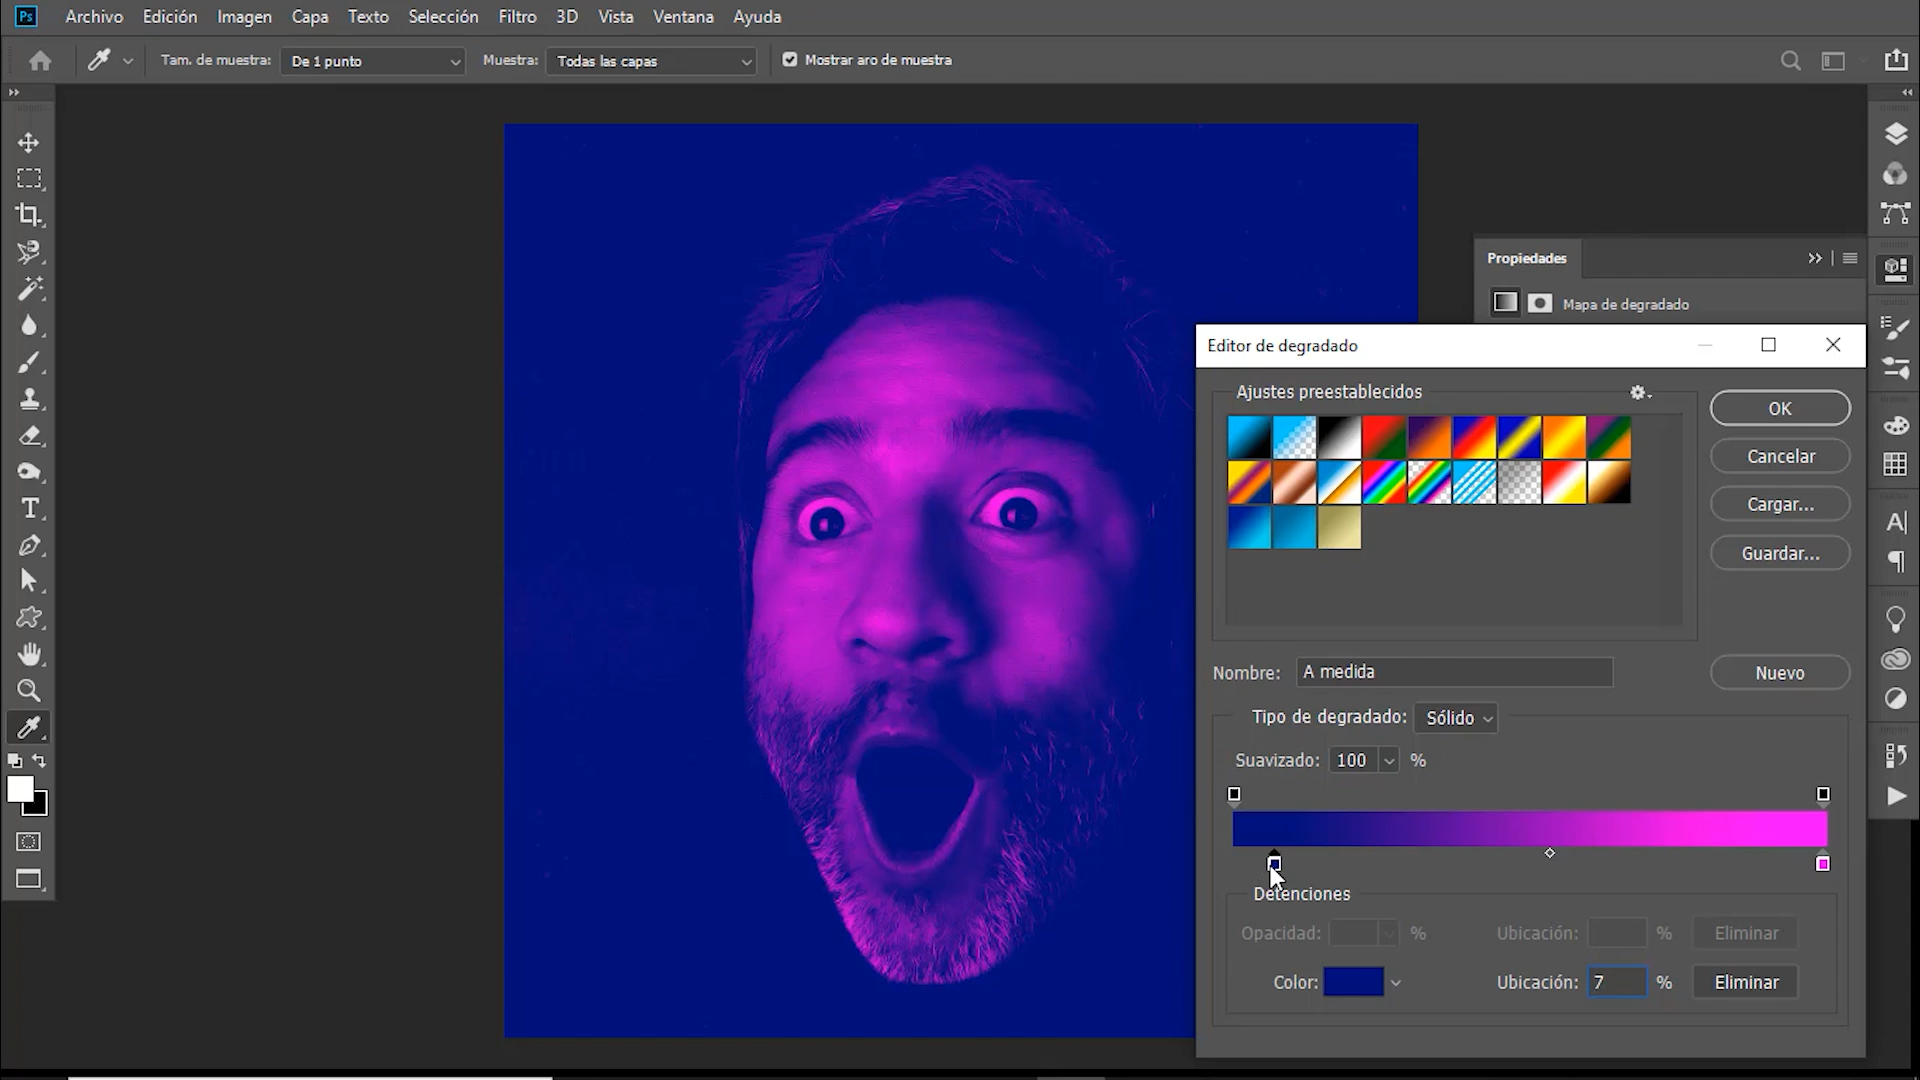 Ps Archivo Edición Imagen Capa Texto Selección Filtro 3D Vista Ventana Ayuda
Tam. de muestra: De 1 punto Muestra: Todas las capas Mostrar aro de muestra
Propiedades
Mapa de degradado
Editor de degradado
Ajustes preestablecidos
OK
Cancelar
Cargar...
Guardar...
Nombre: A medida Nuevo
Tipo de degradado: Sólido
Suavizado: 100 %
Detenciones
Opacidad: % Ubicación: % Eliminar
Color: Ubicación: 7 % Eliminar